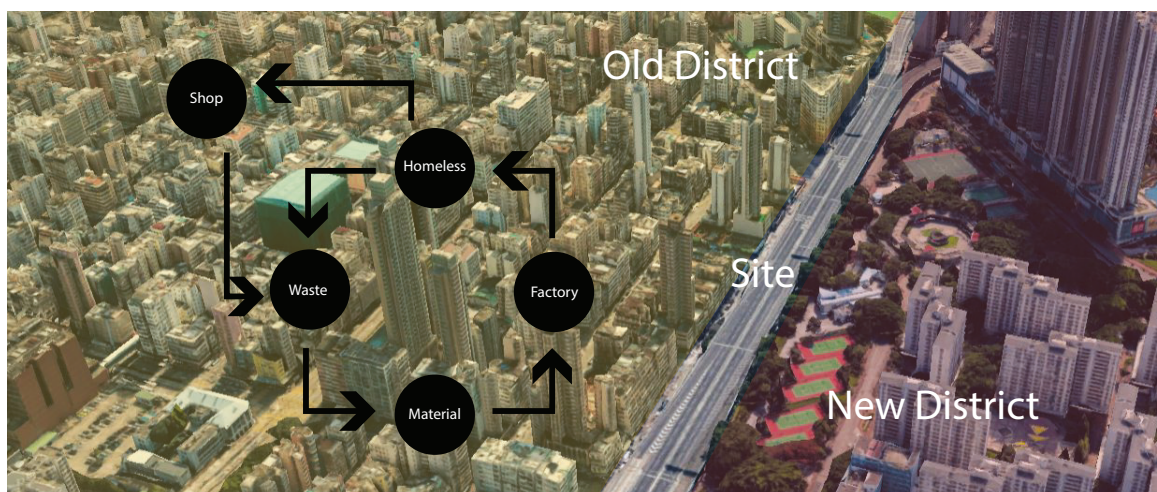 Old District
Shop
Homeless
Site
Waste
Factory
New District
Material